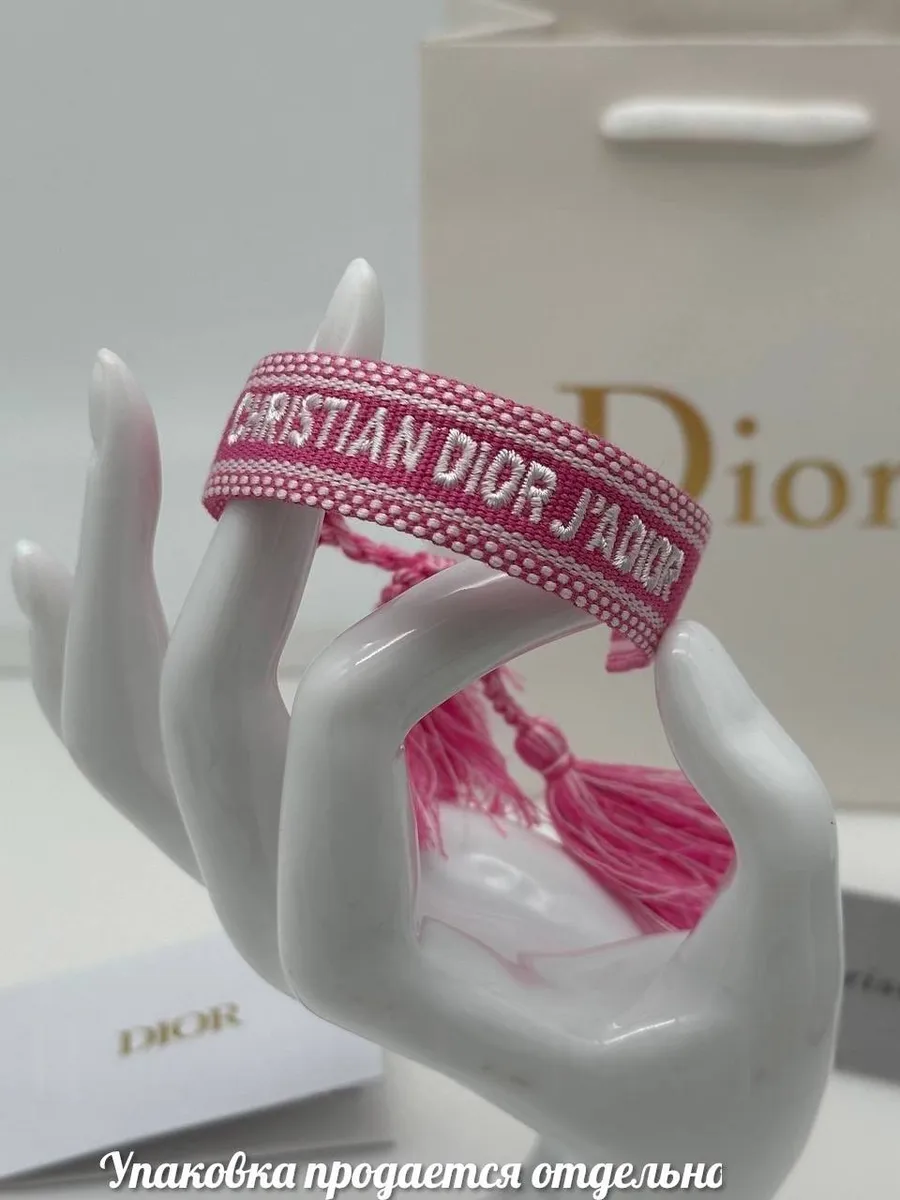 Dior
CHRISTIAN DIOR J'ADIOR
DIOR
Упаковка продается отдельно